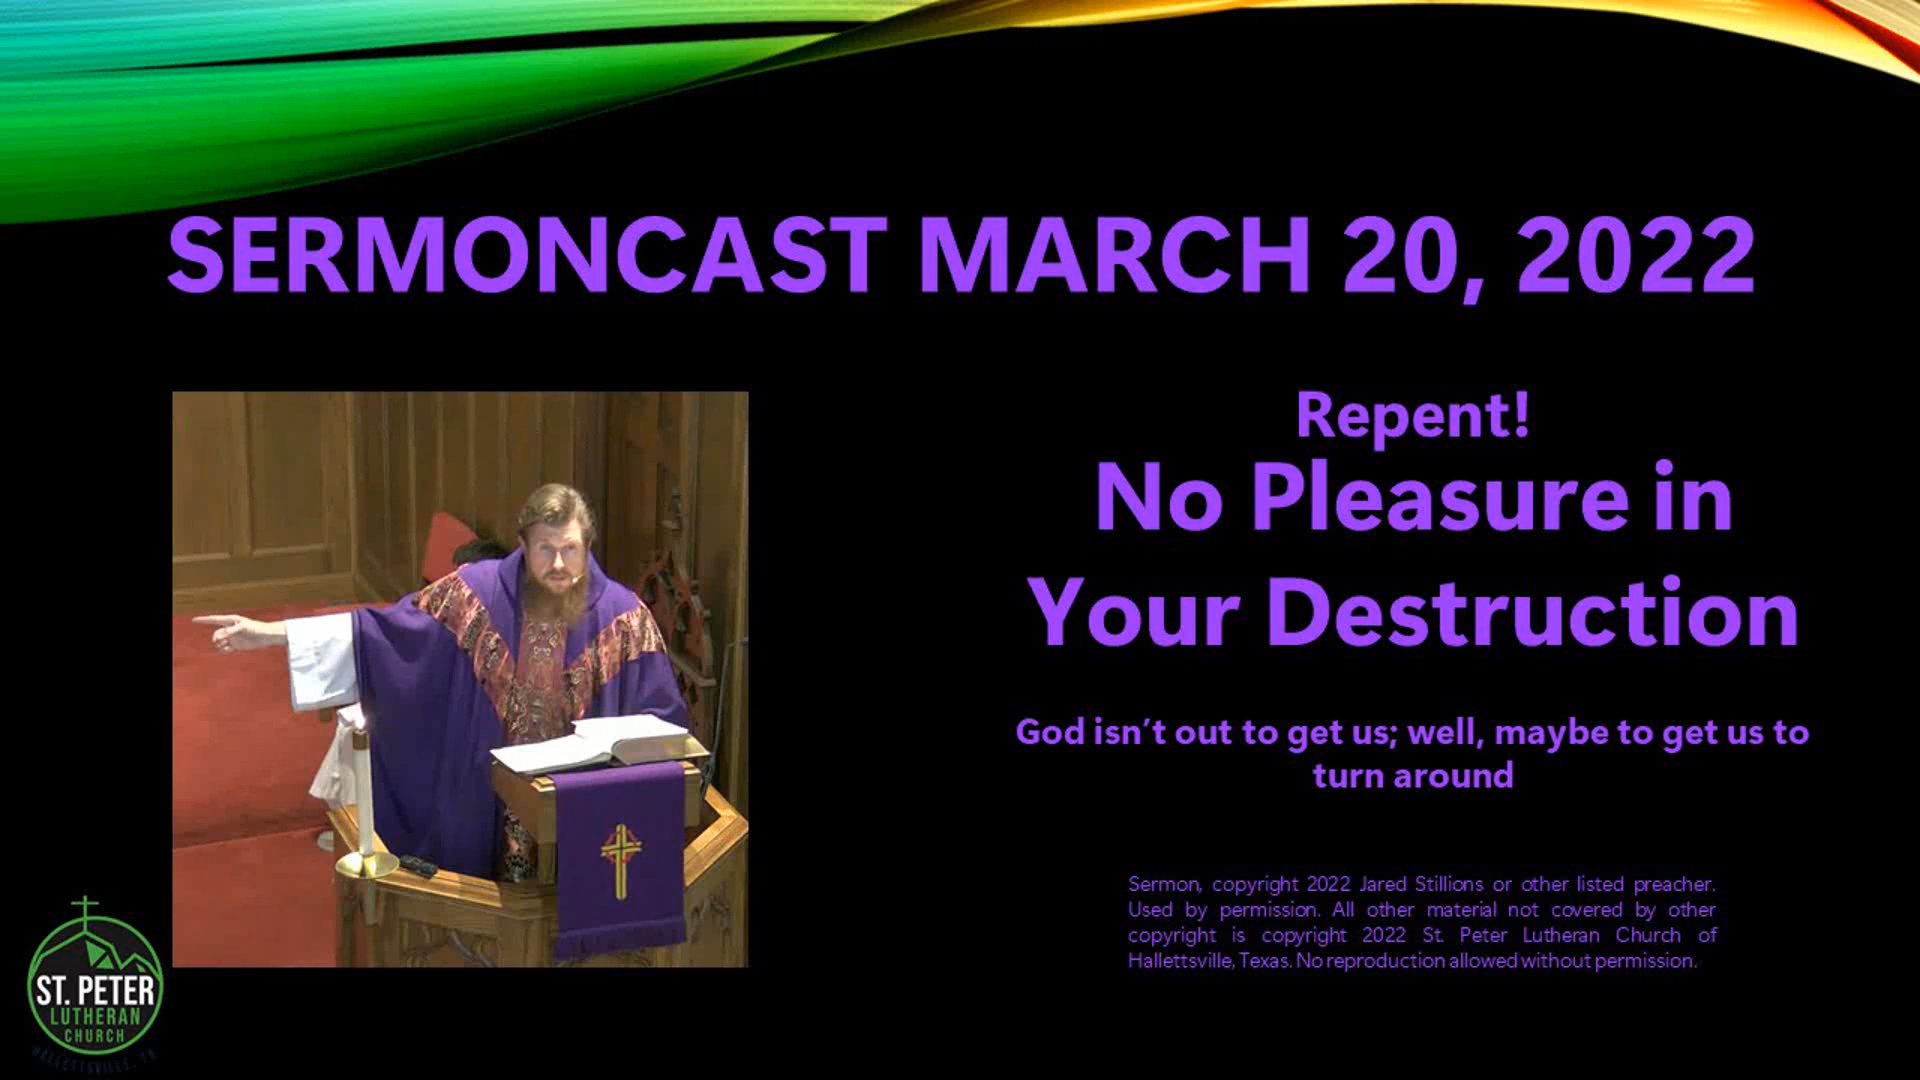 SERMONCAST MARCH 20, 2022
Repent!
No Pleasure in
Your Destruction
God isn't out to get us; well, maybe to get us to
turn around
Sermon, copyright 2022 Jared Stillions or other listed preacher.
Used by permission. All other material not covered by other
copyright is copyright 2022 St. Peter Lutheran Church of
Hallettsville, Texas. No reproduction allowed without permission.
ST. PETER
LUTHERAN
CHURCH
HALLETTSVILLE, TX